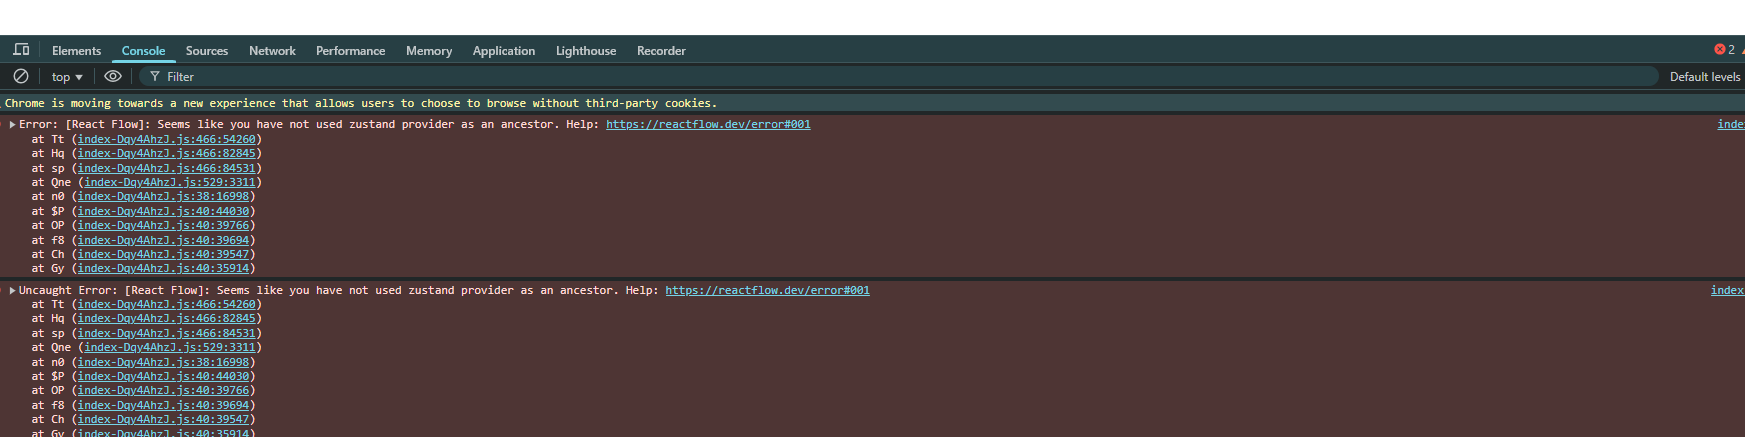 Elements Console Sources Network Performance Memory Application Lighthouse Recorder 2
top Filter Default levels
Chrome is moving towards a new experience that allows users to choose to browse without third-party cookies.
Error: [React Flow]: Seems like you have not used zustand provider as an ancestor. Help: https://reactflow.dev/error#001 inde
at Tt (index-Dqy4AhzJ.js:466:54260)
at Hq (index-Dqy4AhzJ.js:466:82845)
at sp (index-Dqy4AhzJ.js:466:84531)
at Qne (index-Dqy4AhzJ.js:529:3311)
at n0 (index-Dqy4AhzJ.js:38:16998)
at $P (index-Dqy4AhzJ.js:40:44030)
at OP (index-Dqy4AhzJ.js:40:39766)
at f8 (index-Dqy4AhzJ.js:40:39694)
at Ch (index-Dqy4AhzJ.js:40:39547)
at Gy (index-Dqy4AhzJ.js:40:35914)
Uncaught Error: [React Flow]: Seems like you have not used zustand provider as an ancestor. Help: https://reactflow.dev/error#001 index
at Tt (index-Dqy4AhzJ.js:466:54260)
at Hq (index-Dqy4AhzJ.js:466:82845)
at sp (index-Dqy4AhzJ.js:466:84531)
at Qne (index-Dqy4AhzJ.js:529:3311)
at n0 (index-Dqy4AhzJ.js:38:16998)
at $P (index-Dqy4AhzJ.js:40:44030)
at OP (index-Dqy4AhzJ.js:40:39766)
at f8 (index-Dqy4AhzJ.js:40:39694)
at Ch (index-Dqy4AhzJ.js:40:39547)
at Gy (index-Dqy4AhzJ.js:40:35914)